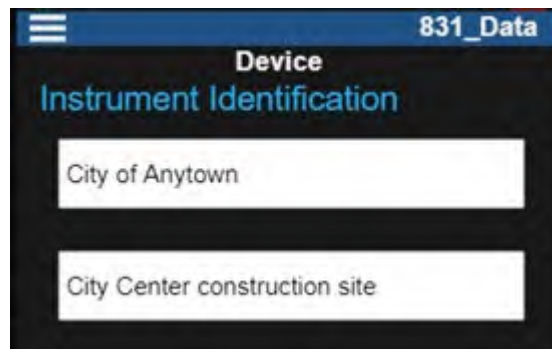 831_Data
Device
Instrument Identification
City of Anytown
City Center construction site